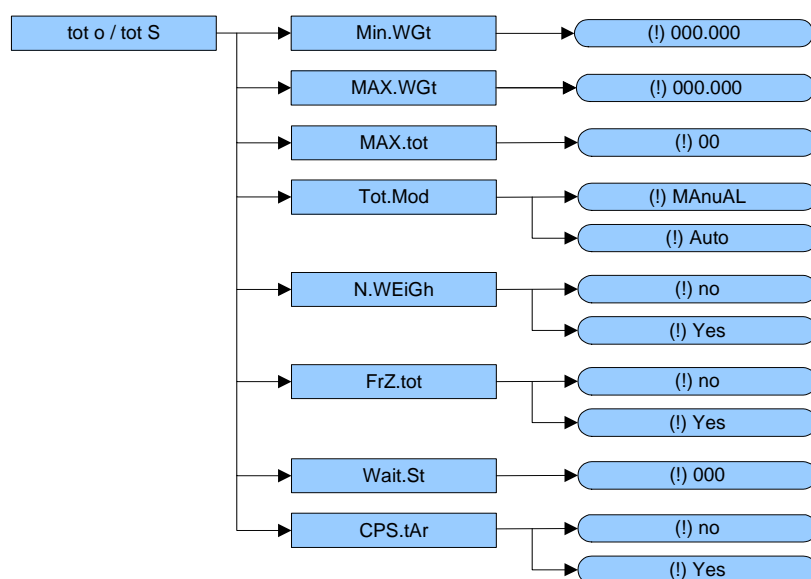 tot o / tot S
Min.WGt
(!) 000.000
MAX.WGt
(!) 000.000
MAX.tot
(!) 00
Tot.Mod
(!) MAnuAL
(!) Auto
N.WEiGh
(!) no
(!) Yes
FrZ.tot
(!) no
(!) Yes
Wait.St
(!) 000
CPS.tAr
(!) no
(!) Yes